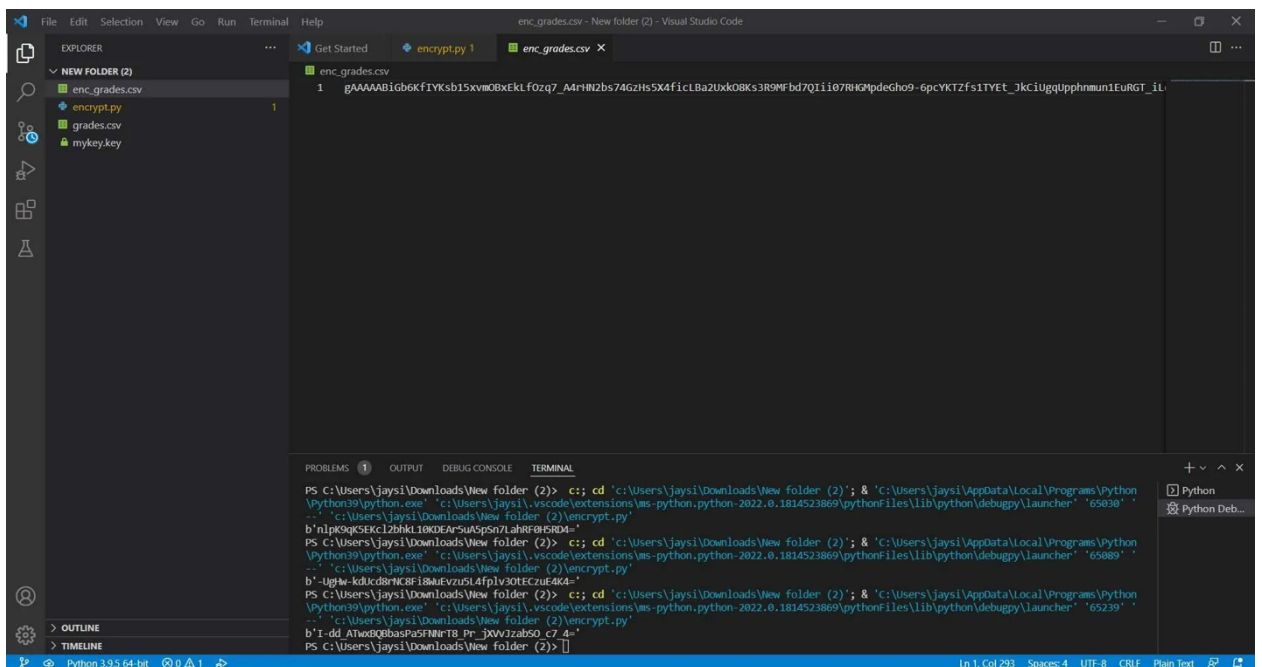 File Edit Selection View Go Run Terminal Help
enc_grades.csv - New folder (2) - Visual Studio Code
EXPLORER
NEW FOLDER (2)
enc_grades.csv
encrypt.py 1
grades.csv
mykey.key
OUTLINE
TIMELINE
Get Started encrypt.py 1 enc_grades.csv
enc_grades.csv
1
PROBLEMS 1 OUTPUT DEBUG CONSOLE TERMINAL
PS C:\Users\jaysi\Downloads\New folder (2)> c:; cd 'c:\Users\jaysi\Downloads\New folder (2)'; & 'C:\Users\jaysi\AppData\Local\Programs\Python
\Python39\python.exe' 'c:\Users\jaysi\.vscode\extensions\ms-python.python-2022.0.1814523869\pythonFiles\lib\python\debugpy\launcher' '65030' '
--' 'c:\Users\jaysi\Downloads\New folder (2)\encrypt.py'
PS C:\Users\jaysi\Downloads\New folder (2)> c:; cd 'c:\Users\jaysi\Downloads\New folder (2)'; & 'C:\Users\jaysi\AppData\Local\Programs\Python
\Python39\python.exe' 'c:\Users\jaysi\.vscode\extensions\ms-python.python-2022.0.1814523869\pythonFiles\lib\python\debugpy\launcher' '65089' '
--' 'c:\Users\jaysi\Downloads\New folder (2)\encrypt.py'
PS C:\Users\jaysi\Downloads\New folder (2)> c:; cd 'c:\Users\jaysi\Downloads\New folder (2)'; & 'C:\Users\jaysi\AppData\Local\Programs\Python
\Python39\python.exe' 'c:\Users\jaysi\.vscode\extensions\ms-python.python-2022.0.1814523869\pythonFiles\lib\python\debugpy\launcher' '65239' '
--' 'c:\Users\jaysi\Downloads\New folder (2)\encrypt.py'
PS C:\Users\jaysi\Downloads\New folder (2)>
Python
Python Deb...
Python 3.9.5 64-bit 0 1
Ln 1, Col 293 Spaces: 4 UTF-8 CRLF Plain Text